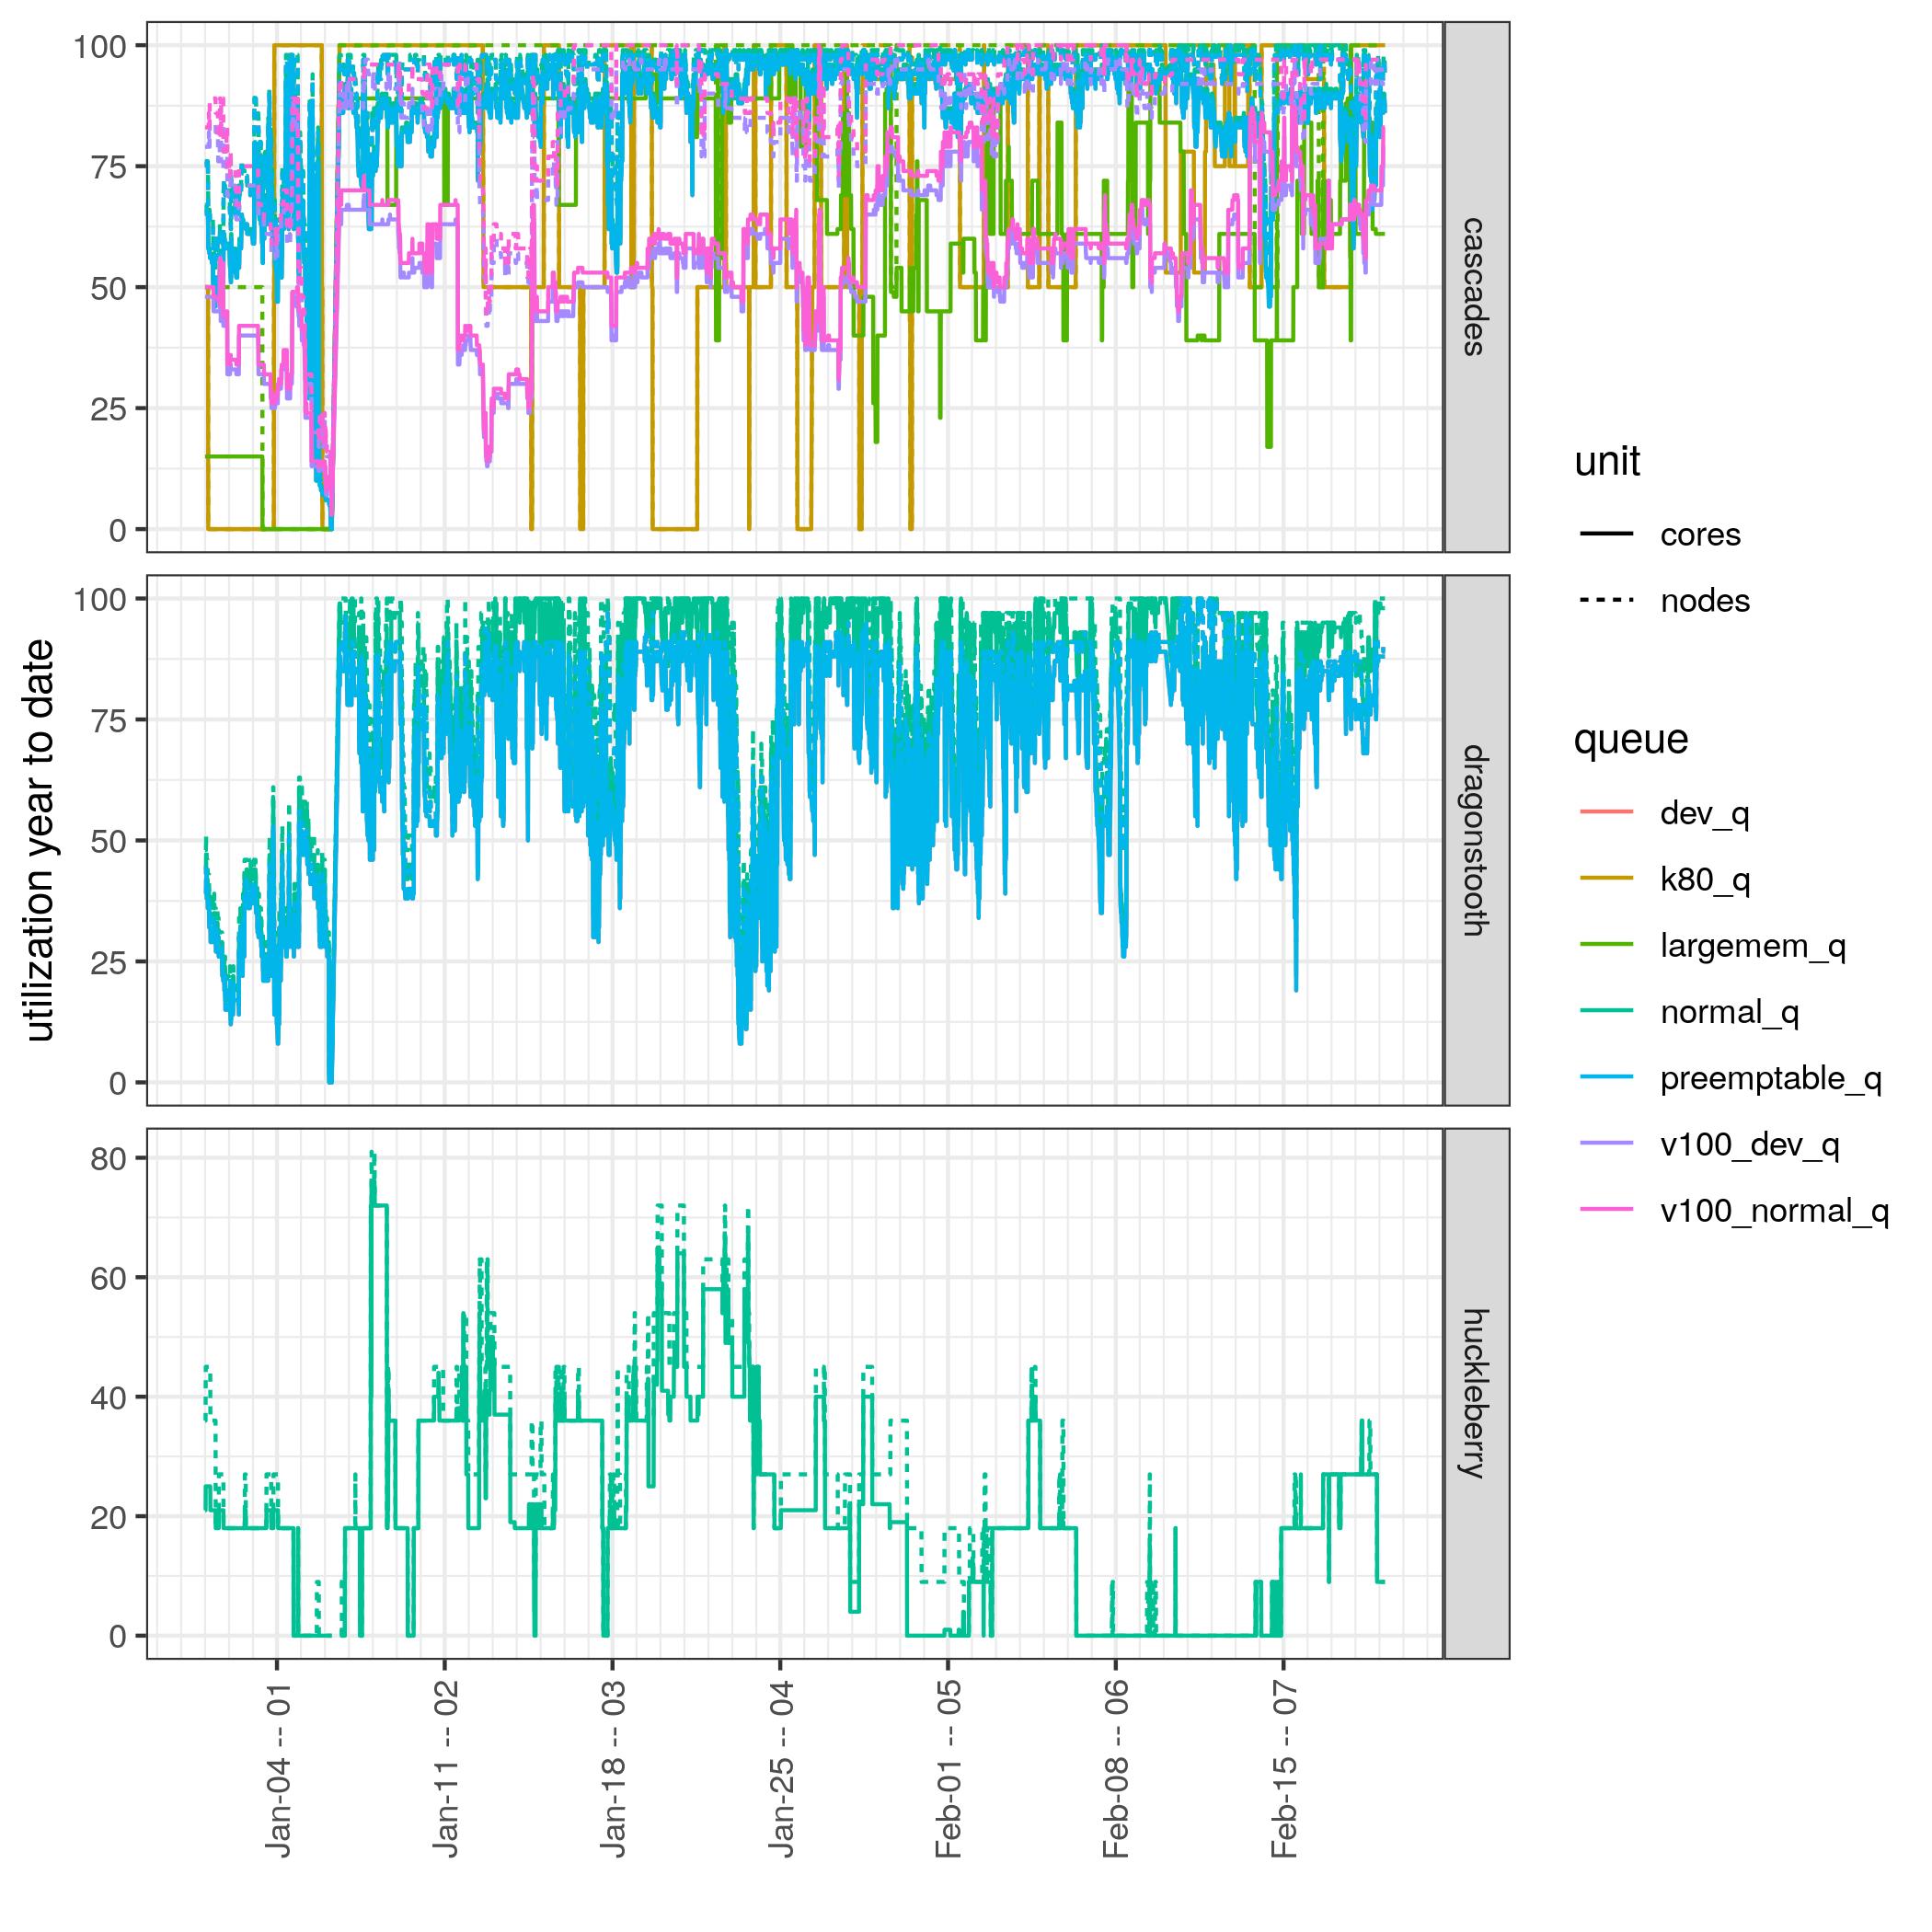 utilization year to date
100
75
50
25
0
cascades
100
75
50
25
0
dragonstooth
80
60
40
20
0
huckleberry
Jan-04 -- 01
Jan-11 -- 02
Jan-18 -- 03
Jan-25 -- 04
Feb-01 -- 05
Feb-08 -- 06
Feb-15 -- 07
unit
cores
nodes
queue
dev_q
k80_q
largemem_q
normal_q
preemptable_q
v100_dev_q
v100_normal_q